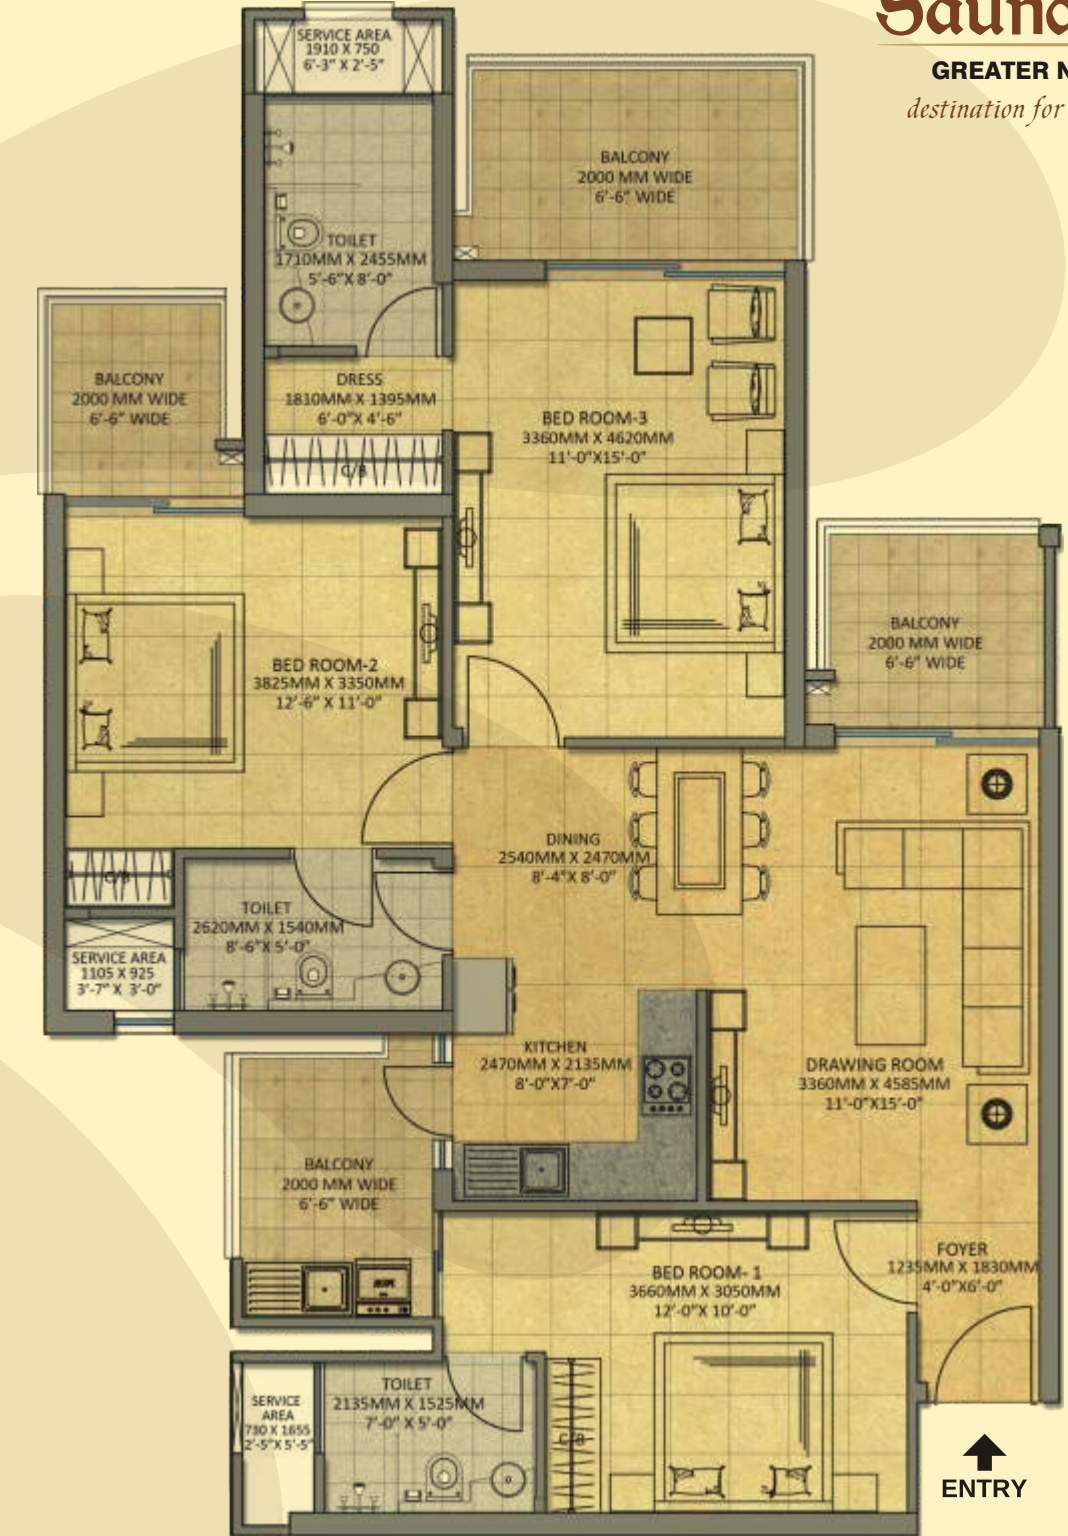 Sauna
GREATER N
destination for
SERVICE AREA
1910 X 750
6'-3" X 2'-5"
BALCONY
2000 MM WIDE
6'-6" WIDE
TOILET
1710MM X 2455MM
5'-6"X 8'-0"
BALCONY
2000 MM WIDE
6'-6" WIDE
DRESS
1810MM X 1395MM
6'-0"X 4'-6"
C/B
BED ROOM-3
3360MM X 4620MM
11'-0"X15'-0"
BED ROOM-2
3825MM X 3350MM
12'-6" X 11'-0"
BALCONY
2000 MM WIDE
6'-6" WIDE
DINING
2540MM X 2470MM
8'-4"X 8'-0"
C/B
TOILET
2620MM X 1540MM
8'-6"X 5'-0"
SERVICE AREA
1105 X 925
3'-7" X 3'-0"
KITCHEN
2470MM X 2135MM
8'-0"X7'-0"
DRAWING ROOM
3360MM X 4585MM
11'-0"X15'-0"
BALCONY
2000 MM WIDE
6'-6" WIDE
FOYER
1235MM X 1830MM
4'-0"X6'-0"
BED ROOM- 1
3660MM X 3050MM
12'-0"X 10'-0"
TOILET
2135MM X 1525MM
7'-0" X 5'-0"
SERVICE
AREA
730 X 1655
2'-5"X 5'-5"
C/B
ENTRY